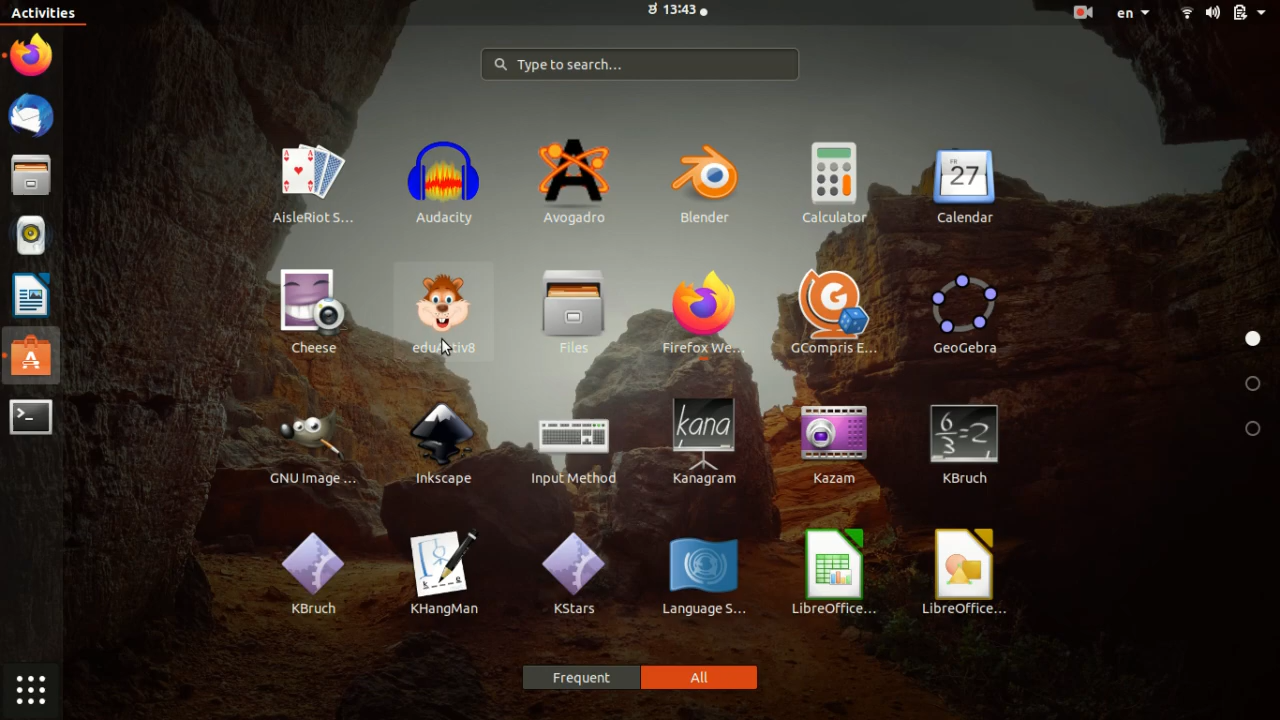 Activities
ಶ 13:43
en
Type to search...
FR
27
AisleRiot S...
Audacity
Avogadro
Blender
Calculator
Calendar
Cheese
eduActiv8
Files
Firefox We...
GCompris E...
GeoGebra
kana
6/3=2
GNU Image ...
Inkscape
Input Method
Kanagram
Kazam
KBruch
KBruch
KHangMan
KStars
Language S...
LibreOffice...
LibreOffice...
Frequent
All